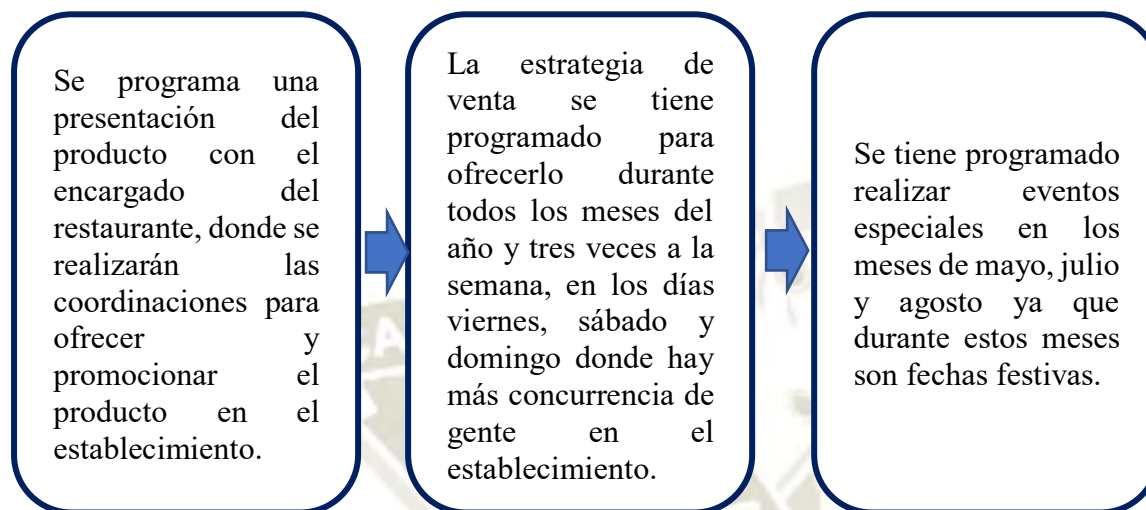 Se programa una
presentación del
producto con el
encargado del
restaurante, donde se
realizarán las
coordinaciones para
ofrecer y
promocionar el
producto en el
establecimiento.
La estrategia de
venta se tiene
programado para
ofrecerlo durante
todos los meses del
año y tres veces a la
semana, en los días
viernes, sábado y
domingo donde hay
más concurrencia de
gente en el
establecimiento.
Se tiene programado
realizar eventos
especiales en los
meses de mayo, julio
y agosto ya que
durante estos meses
son fechas festivas.